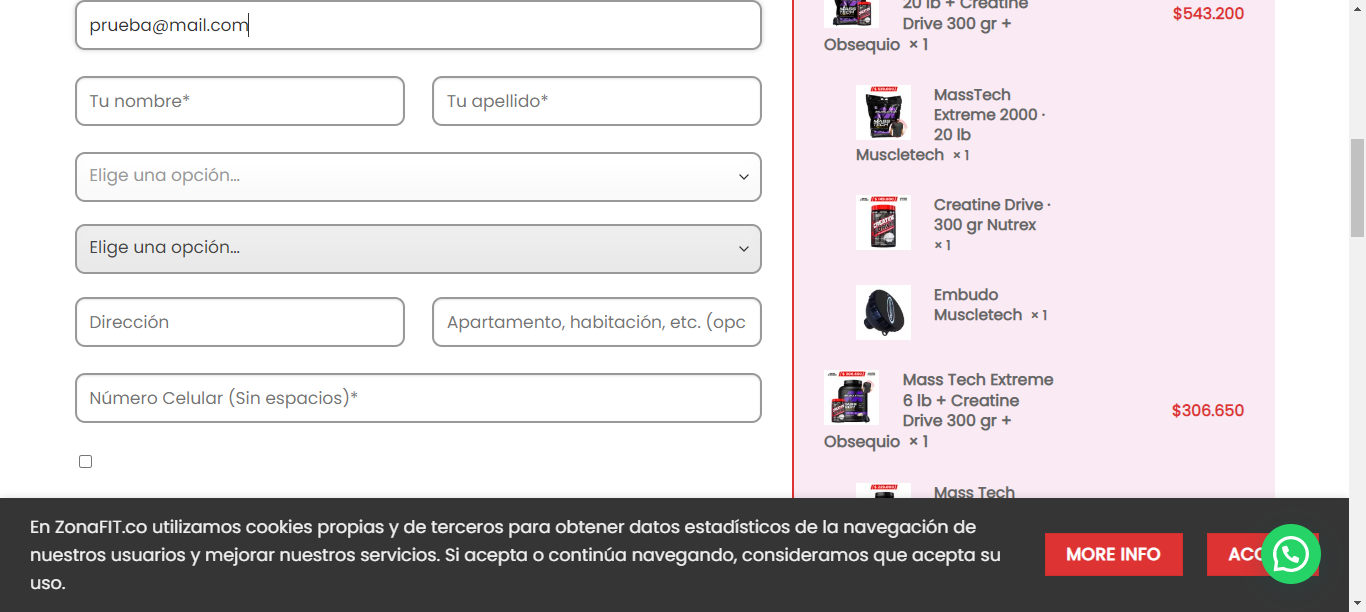 prueba@mail.com
Tu nombre*
Tu apellido*
Elige una opción...
Elige una opción...
Dirección
Apartamento, habitación, etc. (opc
Número Celular (Sin espacios)*
20 lb + Creatine
Drive 300 gr +
Obsequio × 1
$543.200
MassTech
Extreme 2000 ·
20 lb
Muscletech × 1
Creatine Drive ·
300 gr Nutrex
× 1
Embudo
Muscletech × 1
Mass Tech Extreme
6 lb + Creatine
Drive 300 gr +
Obsequio × 1
$306.650
Mass Tech
En ZonaFIT.co utilizamos cookies propias y de terceros para obtener datos estadísticos de la navegación de
nuestros usuarios y mejorar nuestros servicios. Si acepta o continúa navegando, consideramos que acepta su
uso.
MORE INFO